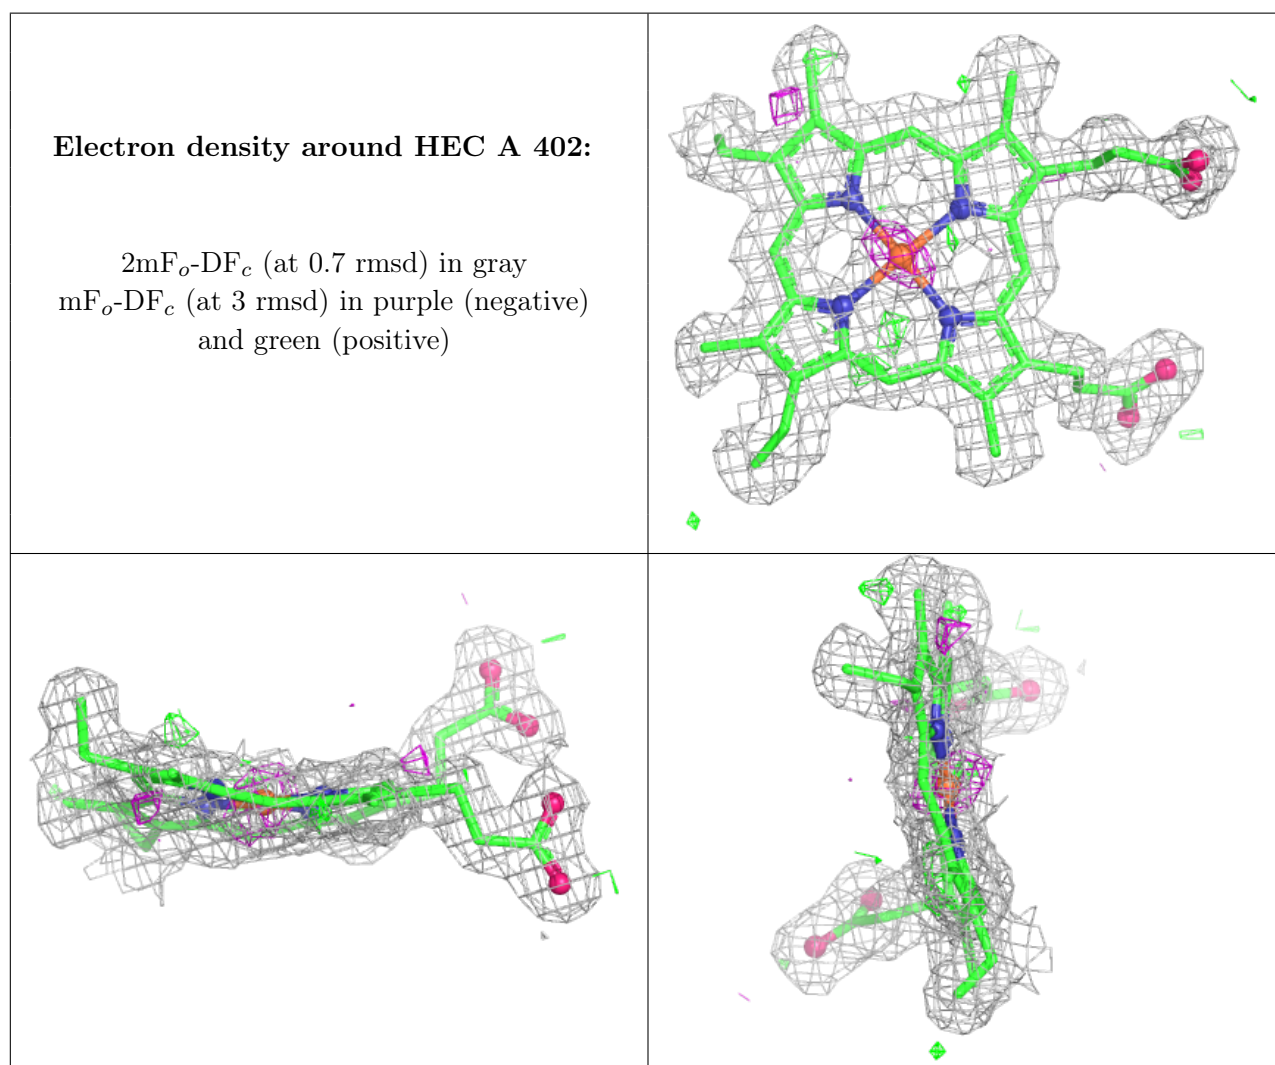 Electron density around HEC A 402:
2mFo-DFc (at 0.7 rmsd) in gray
mFo-DFc (at 3 rmsd) in purple (negative)
and green (positive)